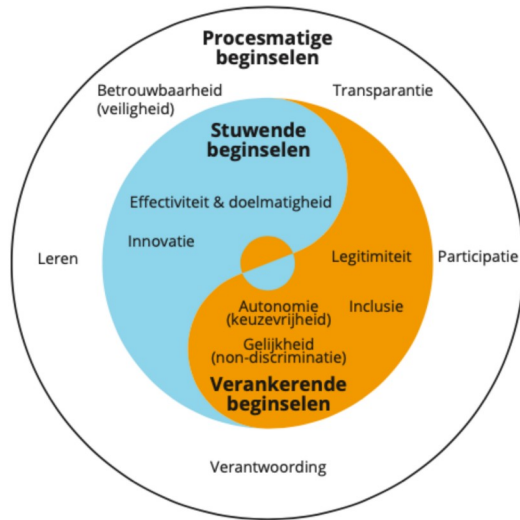 Procesmatige
beginselen
Betrouwbaarheid
(veiligheid)
Transparantie
Stuwende
beginselen
Effectiviteit & doelmatigheid
Innovatie
Leren
Legitimiteit
Participatie
Autonomie
(keuzevrijheid)
Inclusie
Gelijkheid
(non-discriminatie)
Verankerende
beginselen
Verantwoording